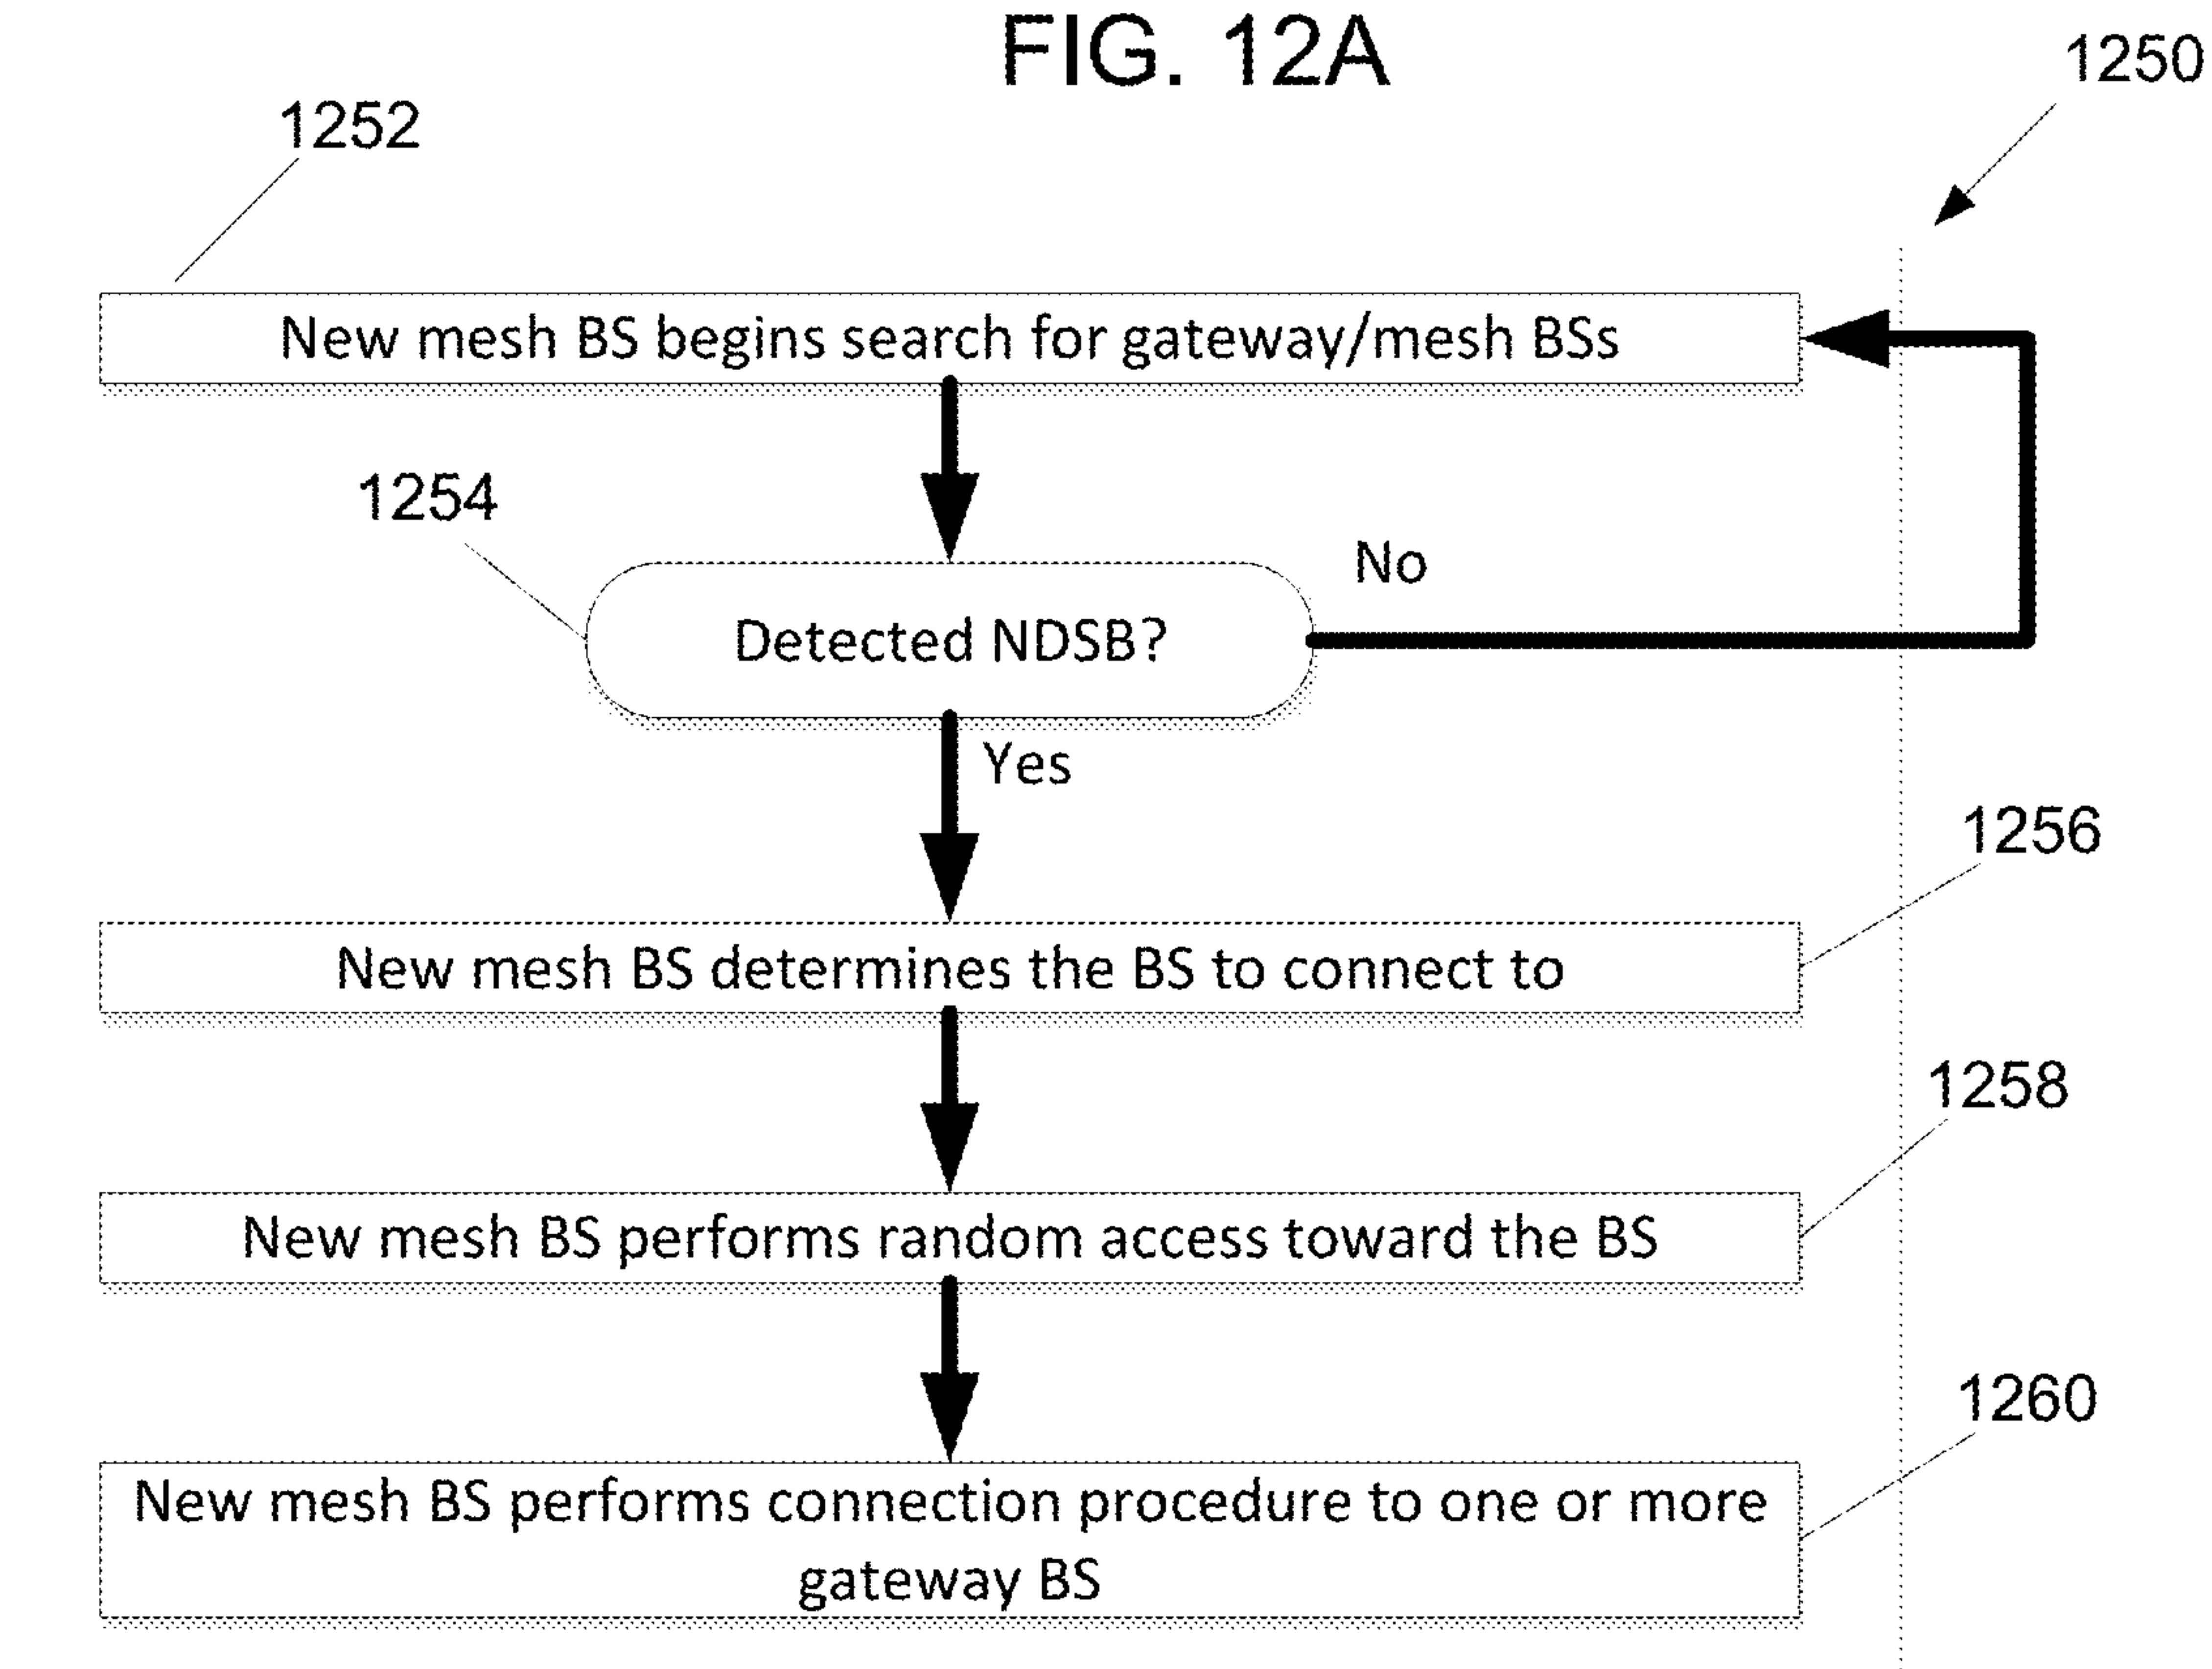 FIG. 12A
1250
1252
New mesh BS begins search for gateway/mesh BSs
1254
No
Detected NDSB?
Yes
1256
New mesh BS determines the BS to connect to
1258
New mesh BS performs random access toward the BS
1260
New mesh BS performs connection procedure to one or more
gateway BS